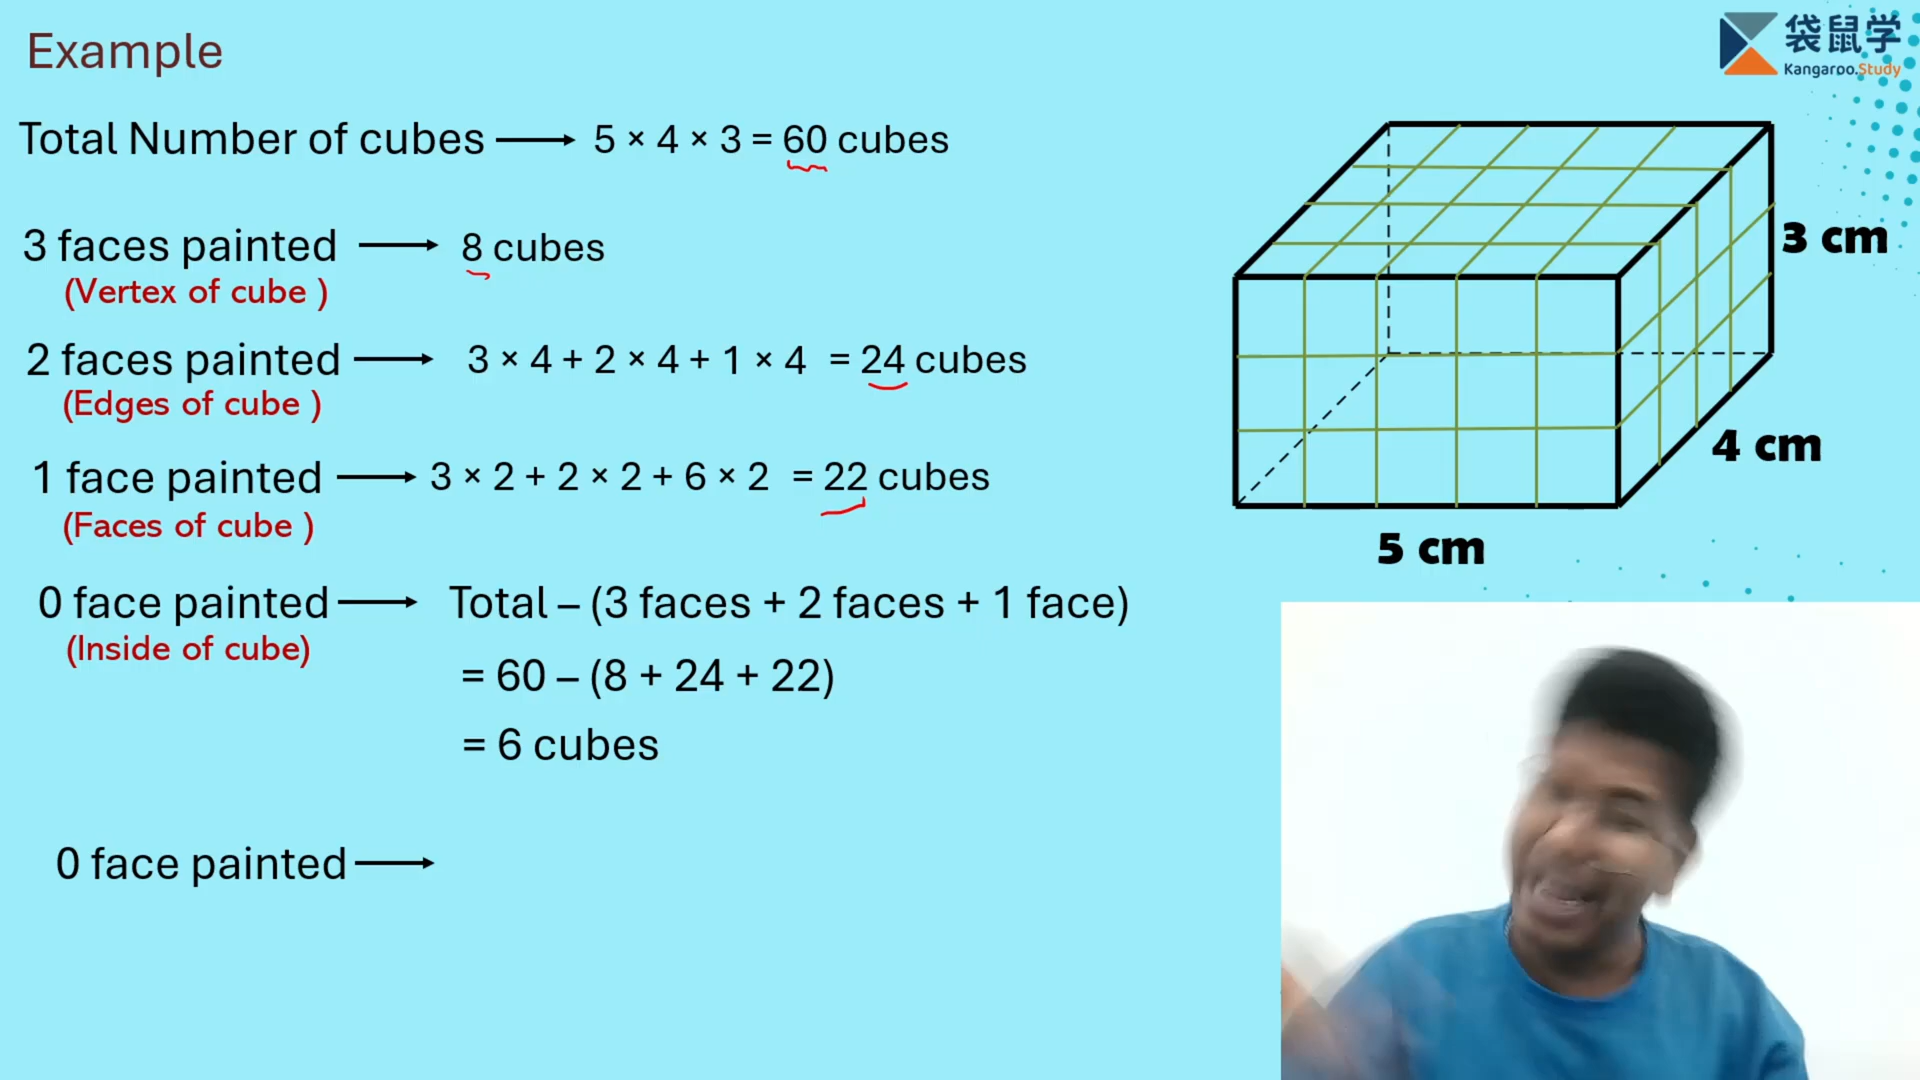 Example
袋鼠学
Kangaroo.Study
Total Number of cubes → 5 × 4 × 3 = 60 cubes
3 faces painted → 8 cubes
(Vertex of cube )
3 cm
2 faces painted → 3 × 4 + 2 × 4 + 1 × 4 = 24 cubes
(Edges of cube )
4 cm
1 face painted → 3 × 2 + 2 × 2 + 6 × 2 = 22 cubes
(Faces of cube )
5 cm
0 face painted → Total – (3 faces + 2 faces + 1 face)
(Inside of cube)
= 60 – (8 + 24 + 22)
= 6 cubes
0 face painted →